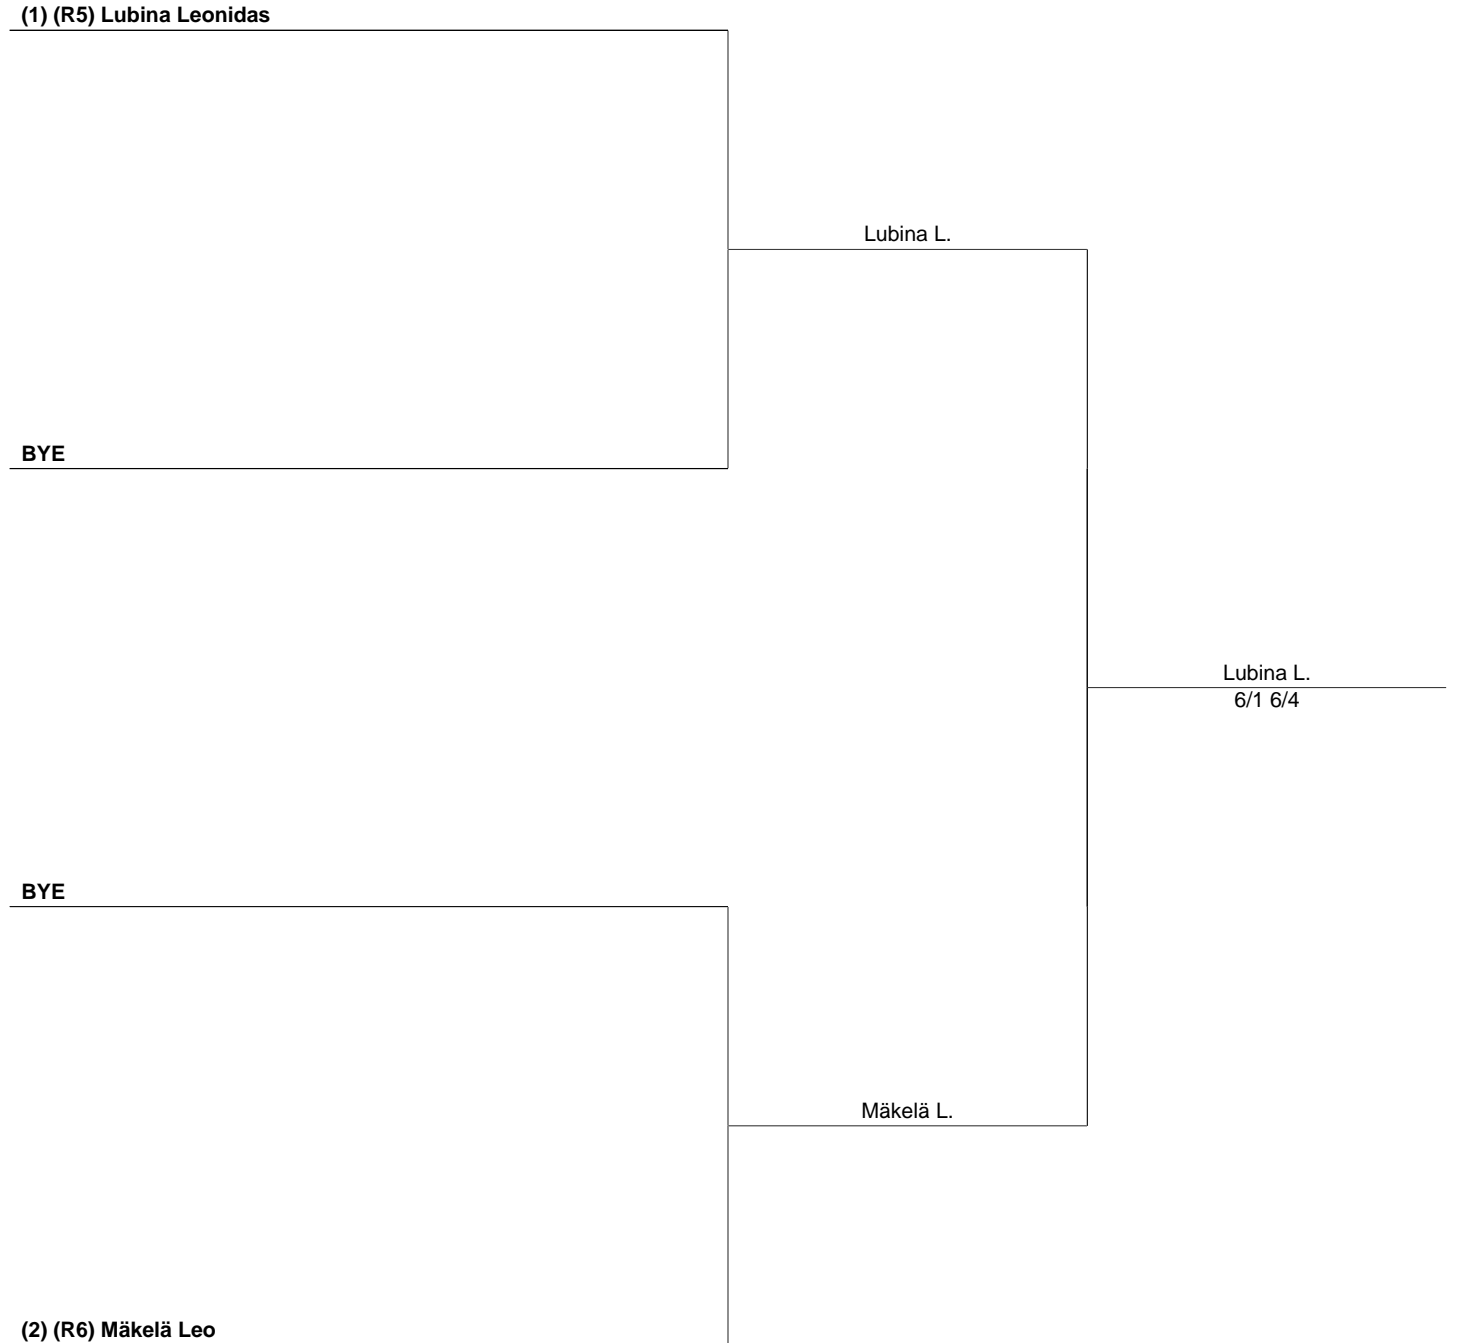 (1) (R5) Lubina Leonidas
Lubina L.
BYE
Lubina L.
6/1 6/4
BYE
Mäkelä L.
(2) (R6) Mäkelä Leo